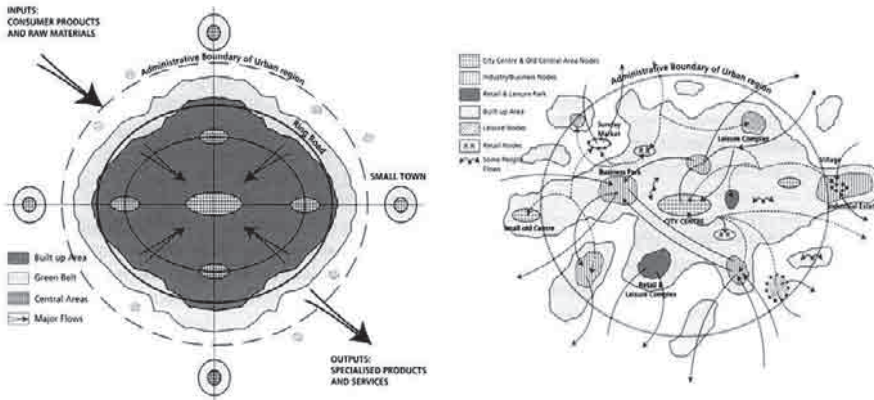 INPUTS:
CONSUMER PRODUCTS
AND RAW MATERIALS
Administrative Boundary of Urban region
Ring Road
SMALL TOWN
Built up Area
Green Belt
Central Areas
Major Flows
OUTPUTS:
SPECIALISED PRODUCTS
AND SERVICES
City Centre & Old Central Area Nodes
Industry/Business Nodes
Retail & Leisure Park
Built up Area
Leisure Nodes
Retail Nodes
Some
Flows
Administrative Boundary of Urban region
Sunday
Market
Leisure Complex
Village
Business Park
CITY CENTRE
Small old Centre
Retail &
Leisure Complex